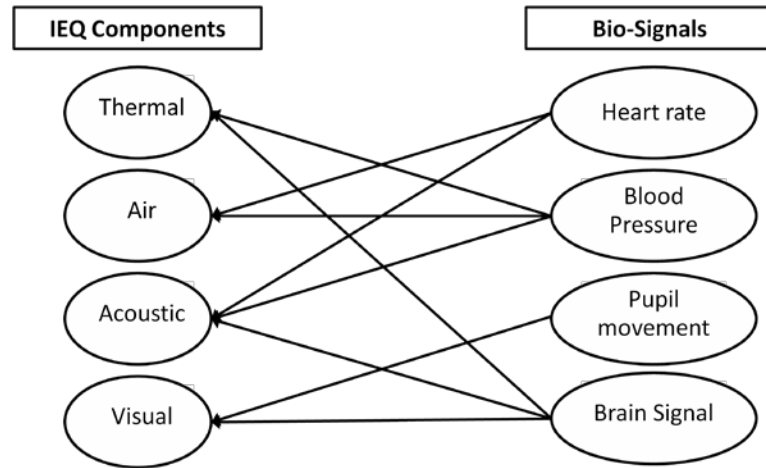 IEQ Components
Bio-Signals
Thermal
Heart rate
Air
Blood
Pressure
Acoustic
Pupil
movement
Visual
Brain Signal